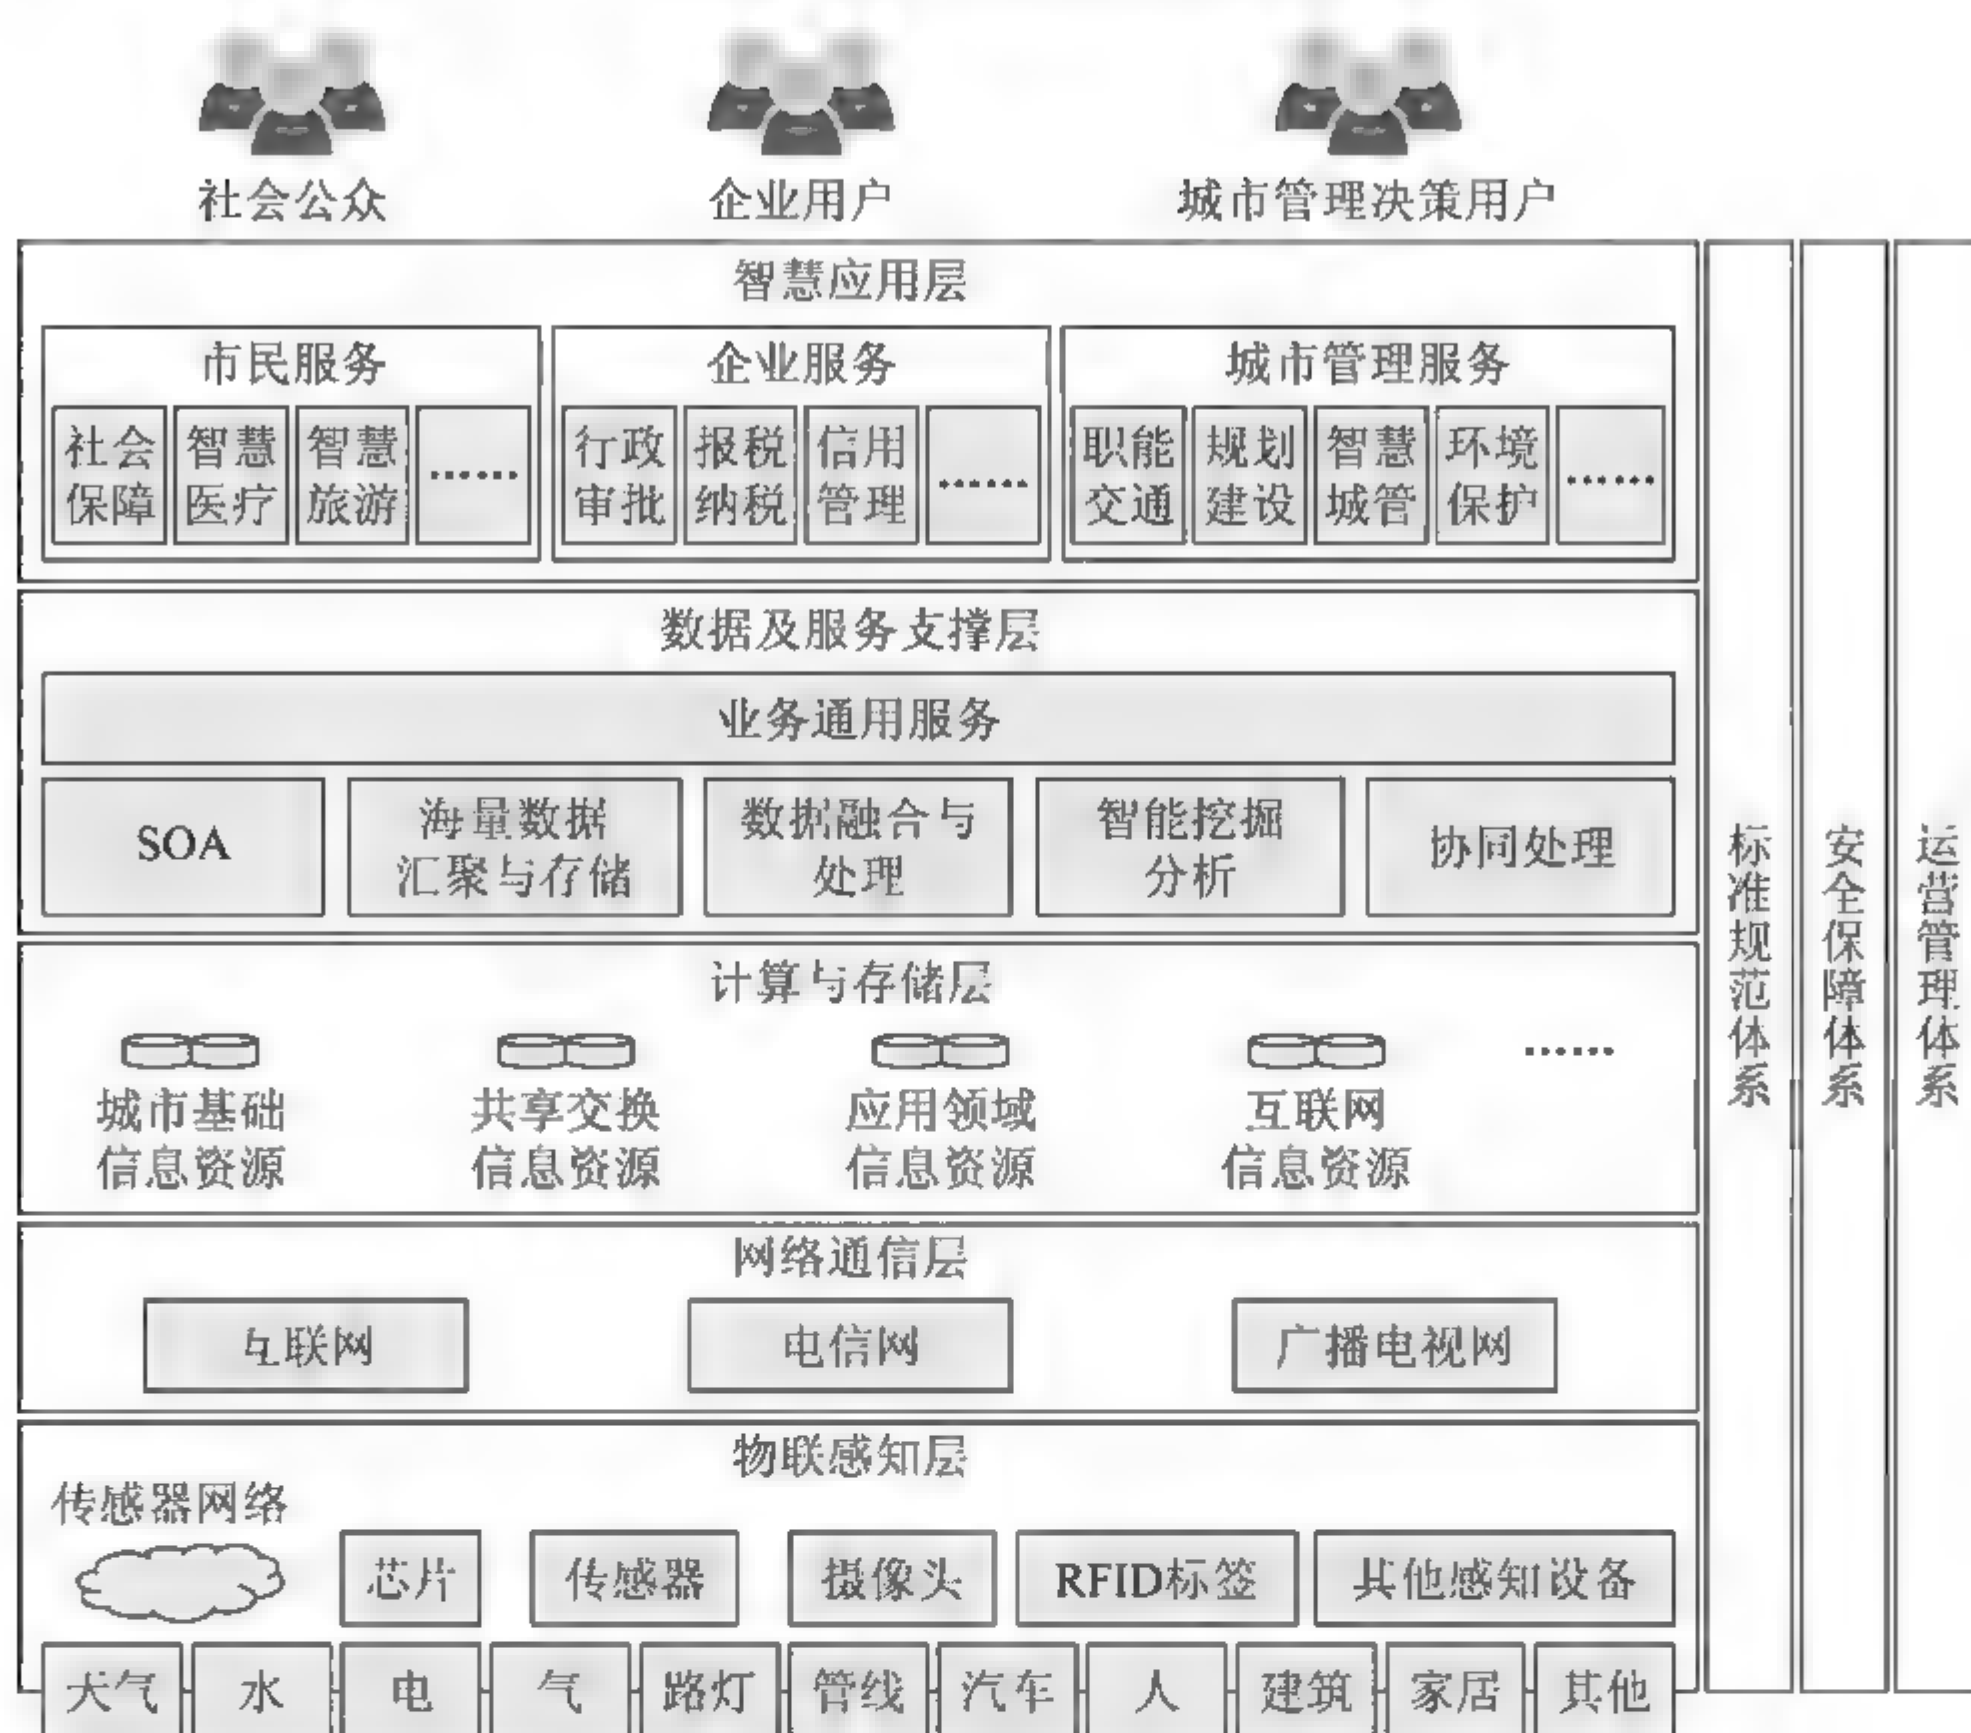 社会公众
企业用户
城市管理决策用户
智慧应用层
市民服务
企业服务
城市管理服务
社会
保障
智慧
医疗
智慧
旅游
……
行政
审批
报税
纳税
信用
管理
……
职能
交通
规划
建设
智慧
城管
环境
保护
……
数据及服务支撑层
业务通用服务
SOA
海量数据
汇聚与存储
数据融合与
处理
智能挖掘
分析
协同处理
计算与存储层
城市基础
信息资源
共享交换
信息资源
应用领域
信息资源
互联网
信息资源
……
网络通信层
互联网
电信网
广播电视网
物联感知层
传感器网络
芯片
传感器
摄像头
RFID标签
其他感知设备
大气
水
电
气
路灯
管线
汽车
人
建筑
家居
其他
标准规范体系
安全保障体系
运营管理体系